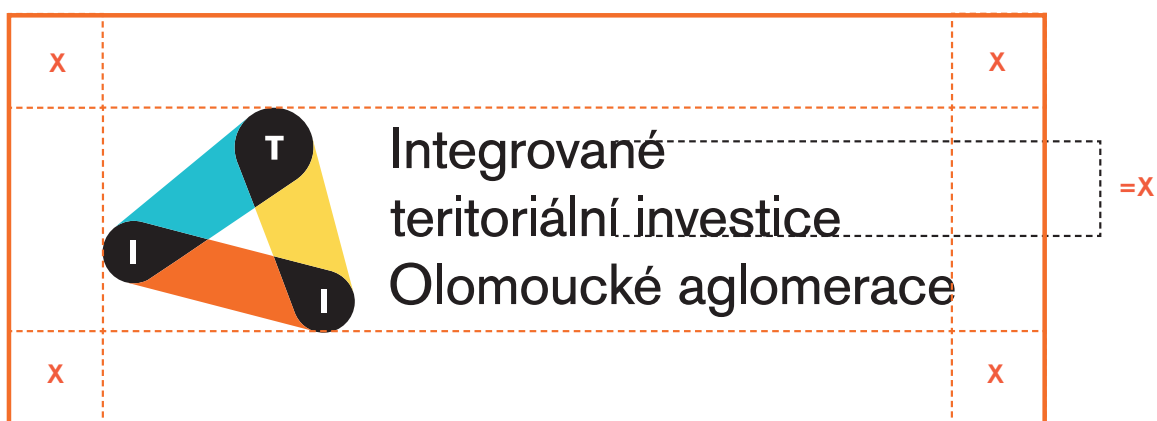 X
X
T
I
I
Integrované
teritoriální investice
Olomoucké aglomerace
=X
X
X